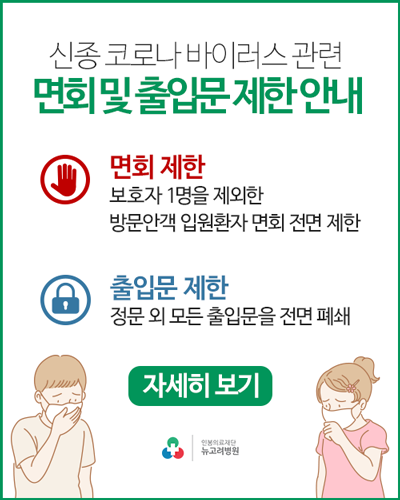 신종 코로나 바이러스 관련
면회 및 출입문 제한 안내
면회 제한
보호자 1명을 제외한
방문안객 입원환자 면회 전면 제한
출입문 제한
정문 외 모든 출입문을 전면 폐쇄
자세히 보기
인봉의료재단
뉴고려병원